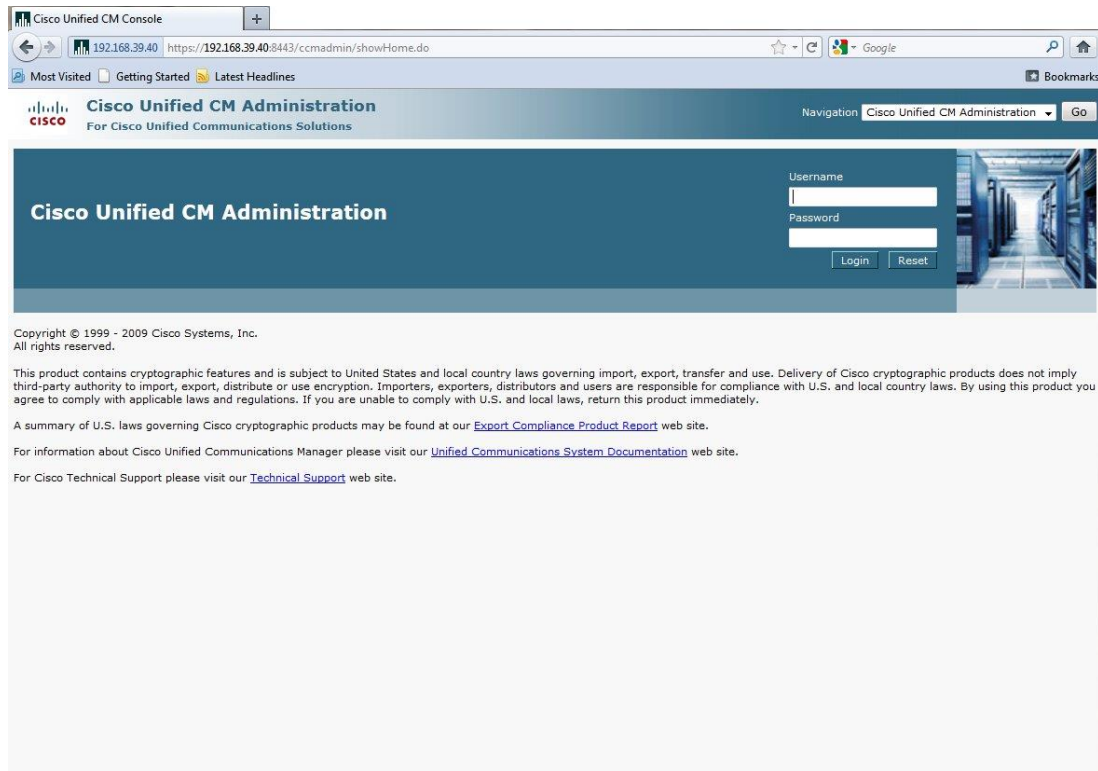 Cisco Unified CM Console
+
192.168.39.40 https://192.168.39.40:8443/ccmadmin/showHome.do
Google
Most Visited Getting Started Latest Headlines
Bookmarks
CISCO
Cisco Unified CM Administration
For Cisco Unified Communications Solutions
Navigation Cisco Unified CM Administration Go
Cisco Unified CM Administration
Username
Password
Login Reset
Copyright © 1999 - 2009 Cisco Systems, Inc.
All rights reserved.
This product contains cryptographic features and is subject to United States and local country laws governing import, export, transfer and use. Delivery of Cisco cryptographic products does not imply
third-party authority to import, export, distribute or use encryption. Importers, exporters, distributors and users are responsible for compliance with U.S. and local country laws. By using this product you
agree to comply with applicable laws and regulations. If you are unable to comply with U.S. and local laws, return this product immediately.
A summary of U.S. laws governing Cisco cryptographic products may be found at our Export Compliance Product Report web site.
For information about Cisco Unified Communications Manager please visit our Unified Communications System Documentation web site.
For Cisco Technical Support please visit our Technical Support web site.